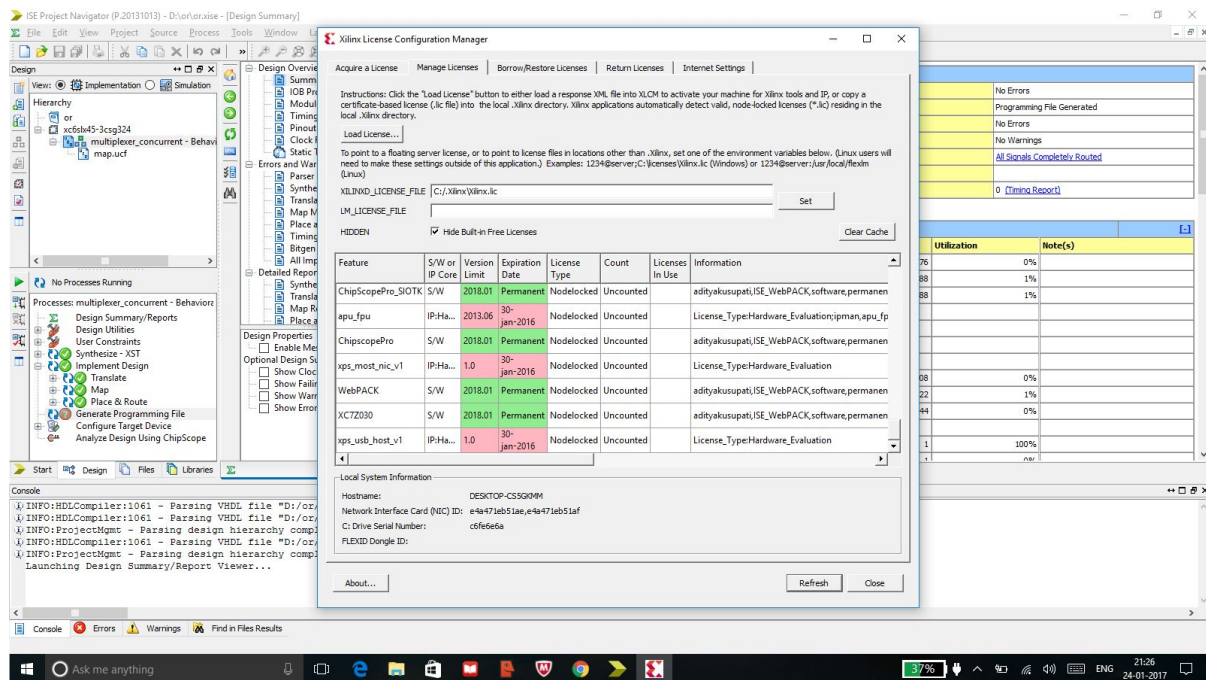 ISE Project Navigator (P.20131013) - D:\or\or.xise - [Design Summary]
File Edit View Project Source Process Tools Window
Design
View: Implementation Simulation
Hierarchy
or
xc6slx45-3csg324
multiplexer_concurrent - Behavi
map.ucf
No Processes Running
Processes: multiplexer_concurrent - Behaviora
Design Summary/Reports
Design Utilities
User Constraints
Synthesize - XST
Implement Design
Translate
Map
Place & Route
Generate Programming File
Configure Target Device
Analyze Design Using ChipScope
Start Design Files Libraries
Design Overvie
Summ
IOB Pr
Modul
Timing
Pinout
Clock
Static T
Errors and War
Parser
Synthe
Transla
Map M
Place a
Timing
Bitgen
All Imp
Detailed Repor
Synthe
Transla
Map R
Place a
Design Properties
Enable Me
Optional Design Su
Show Cloc
Show Failin
Show Warr
Show Error
Xilinx License Configuration Manager
Acquire a License Manage Licenses Borrow/Restore Licenses Return Licenses Internet Settings
Instructions: Click the "Load License" button to either load a response XML file into XLCM to activate your machine for Xilinx tools and IP, or copy a
certificate-based license (.lic file) into the local .Xilinx directory. Xilinx applications automatically detect valid, node-locked licenses (*.lic) residing in the
local .Xilinx directory.
Load License...
To point to a floating server license, or to point to license files in locations other than .Xilinx, set one of the environment variables below. (Linux users will
need to make these settings outside of this application.) Examples: 1234@server;C:\licenses\Xilinx.lic (Windows) or 1234@server:/usr/local/flexlm
(Linux)
XILINXD_LICENSE_FILE C:/.Xilinx\Xilinx.lic
Set
LM_LICENSE_FILE
HIDDEN Hide Built-in Free Licenses Clear Cache
Feature S/W or IP Core Version Limit Expiration Date License Type Count Licenses In Use Information
ChipScopePro_SIOTK S/W 2018.01 Permanent Nodelocked Uncounted adityakusupati,ISE_WebPACK,software,permanen
apu_fpu IP:Ha... 2013.06 30-jan-2016 Nodelocked Uncounted License_Type:Hardware_Evaluation;ipman,apu_fp
ChipscopePro S/W 2018.01 Permanent Nodelocked Uncounted adityakusupati,ISE_WebPACK,software,permanen
xps_most_nic_v1 IP:Ha... 1.0 30-jan-2016 Nodelocked Uncounted License_Type:Hardware_Evaluation
WebPACK S/W 2018.01 Permanent Nodelocked Uncounted adityakusupati,ISE_WebPACK,software,permanen
XC7Z030 S/W 2018.01 Permanent Nodelocked Uncounted adityakusupati,ISE_WebPACK,software,permanen
xps_usb_host_v1 IP:Ha... 1.0 30-jan-2016 Nodelocked Uncounted License_Type:Hardware_Evaluation
Local System Information
Hostname: DESKTOP-CS5GKMM
Network Interface Card (NIC) ID: e4a471eb51ae,e4a471eb51af
C: Drive Serial Number: c6fe6e6a
FLEXID Dongle ID:
About... Refresh Close
No Errors
Programming File Generated
No Errors
No Warnings
All Signals Completely Routed
0 (Timing Report)
[-]
Utilization Note(s)
76 0%
88 1%
88 1%
08 0%
22 1%
44 0%
1 100%
Console
INFO:HDLCompiler:1061 - Parsing VHDL file "D:/or/
INFO:ProjectMgmt - Parsing design hierarchy compl
INFO:HDLCompiler:1061 - Parsing VHDL file "D:/or/
INFO:ProjectMgmt - Parsing design hierarchy compl
Launching Design Summary/Report Viewer...
Console Errors Warnings Find in Files Results
Ask me anything
37%
ENG
21:26
24-01-2017